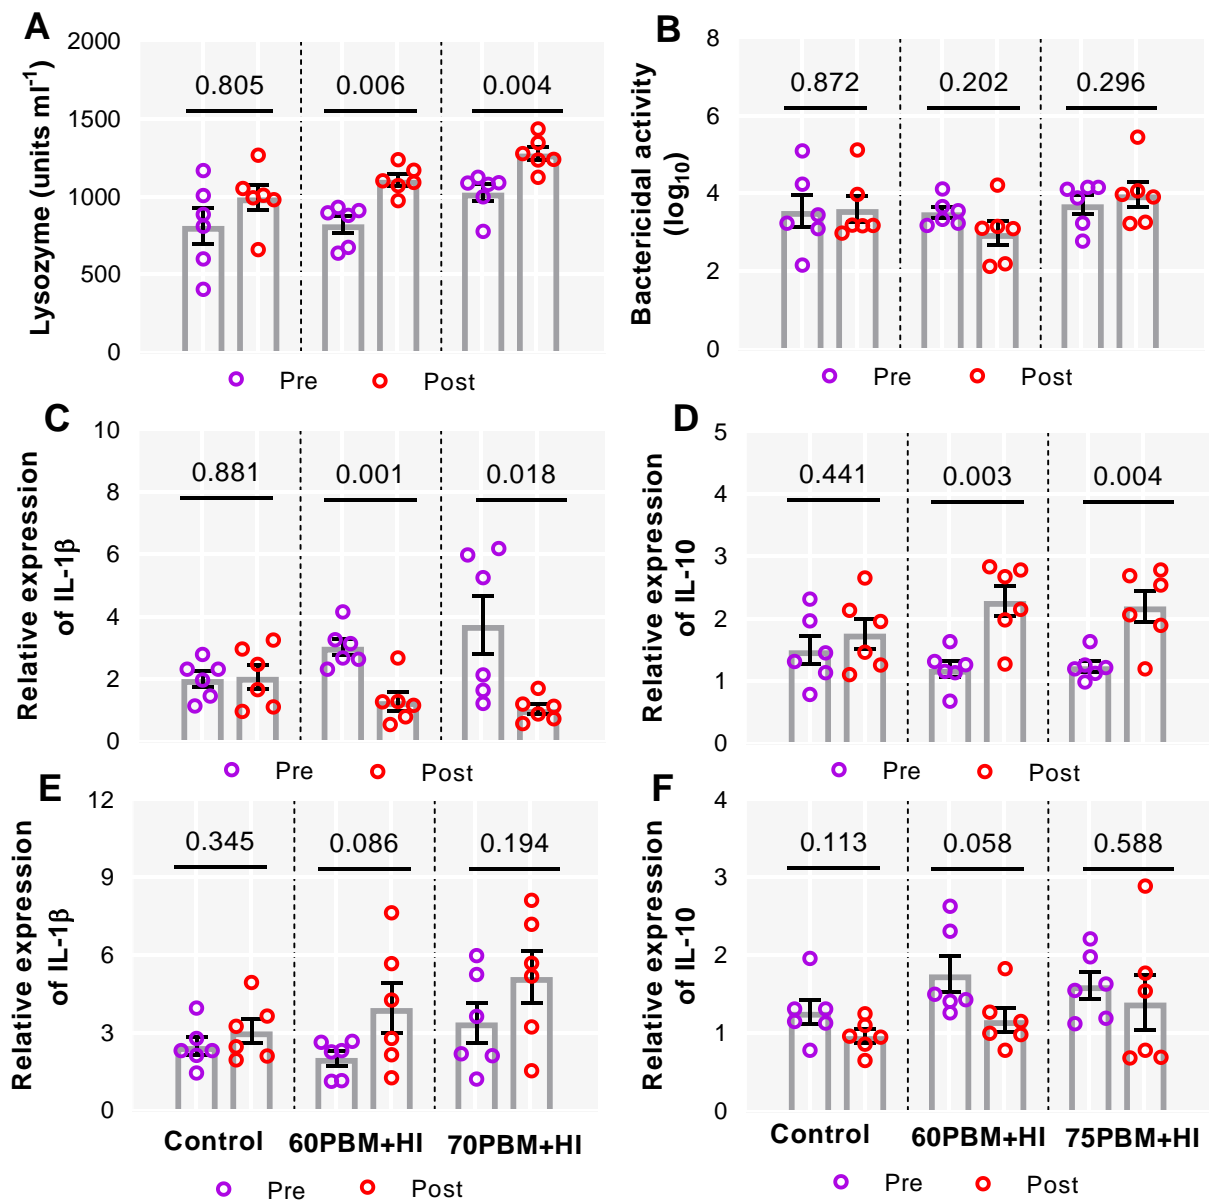 A
Lysozyme (units ml⁻¹)
2000
1500
1000
500
0
0.805 0.006 0.004
Pre Post
B
Bactericidal activity
(log₁₀)
8
6
4
2
0
0.872 0.202 0.296
Pre Post
C
Relative expression
of IL-1β
10
8
6
4
2
0
0.881 0.001 0.018
Pre Post
D
Relative expression
of IL-10
5
4
3
2
1
0
0.441 0.003 0.004
Pre Post
E
Relative expression
of IL-1β
12
9
6
3
0
0.345 0.086 0.194
Control 60PBM+HI 70PBM+HI
Pre Post
F
Relative expression
of IL-10
4
3
2
1
0
0.113 0.058 0.588
Control 60PBM+HI 75PBM+HI
Pre Post